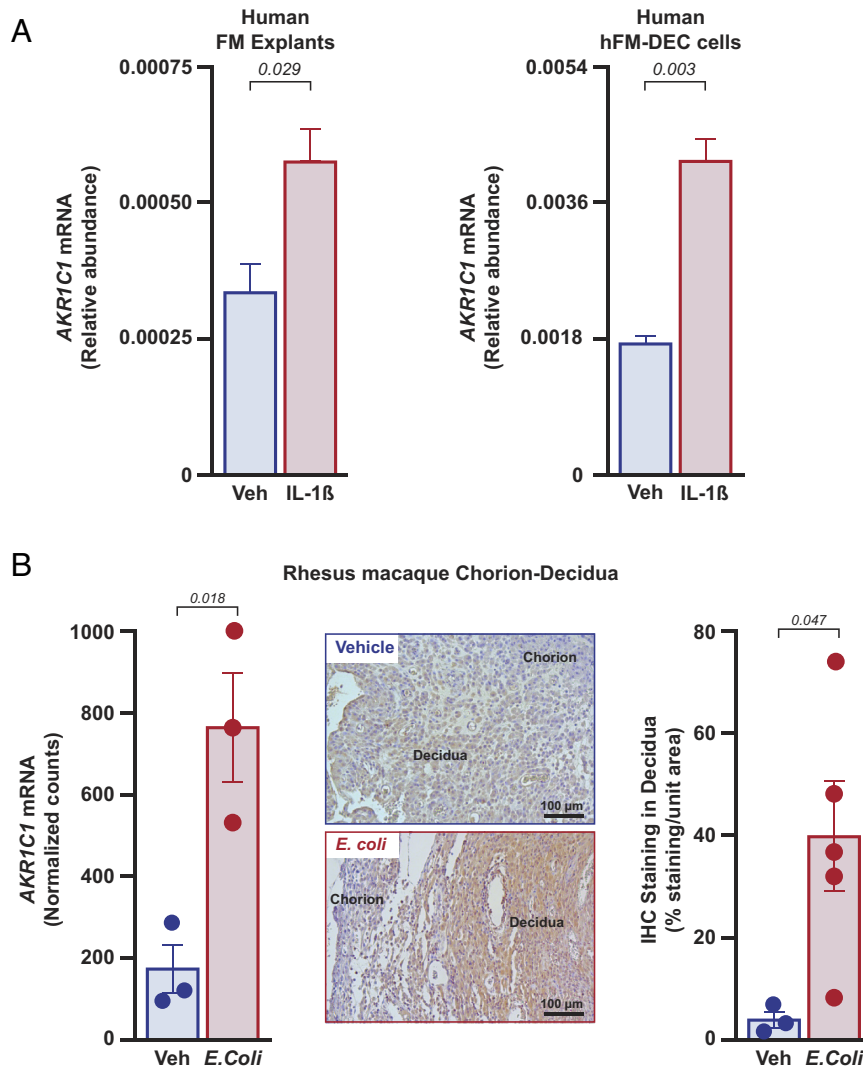 A
Human
FM Explants
0.029
0.00075
0.00050
0.00025
0
AKR1C1 mRNA
(Relative abundance)
Veh IL-1ß
Human
hFM-DEC cells
0.003
0.0054
0.0036
0.0018
0
AKR1C1 mRNA
(Relative abundance)
Veh IL-1ß
B
Rhesus macaque Chorion-Decidua
0.018
1000
800
600
400
200
0
AKR1C1 mRNA
(Normalized counts)
Veh E.Coli
Vehicle
Chorion
Decidua
100 µm
E. coli
Chorion
Decidua
100 µm
0.047
80
60
40
20
0
IHC Staining in Decidua
(% staining/unit area)
Veh E.Coli